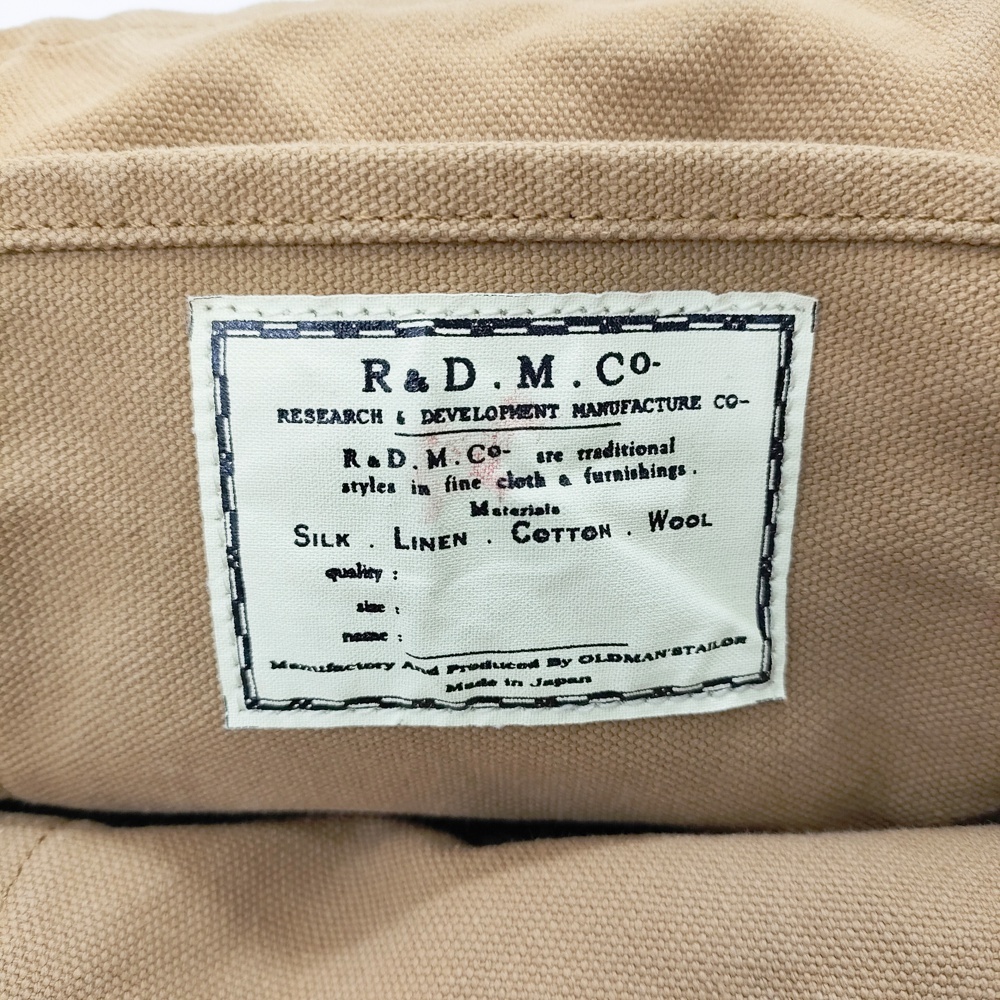 R & D . M . Co-
RESEARCH & DEVELOPMENT MANUFACTURE CO-
R & D . M . Co- are traditional
styles in fine cloth & furnishings .
Materials
SILK . LINEN . COTTON . WOOL
quality :
size :
name :
Manufactory And Produced By OLDMAN'STAILOR
Made in Japan